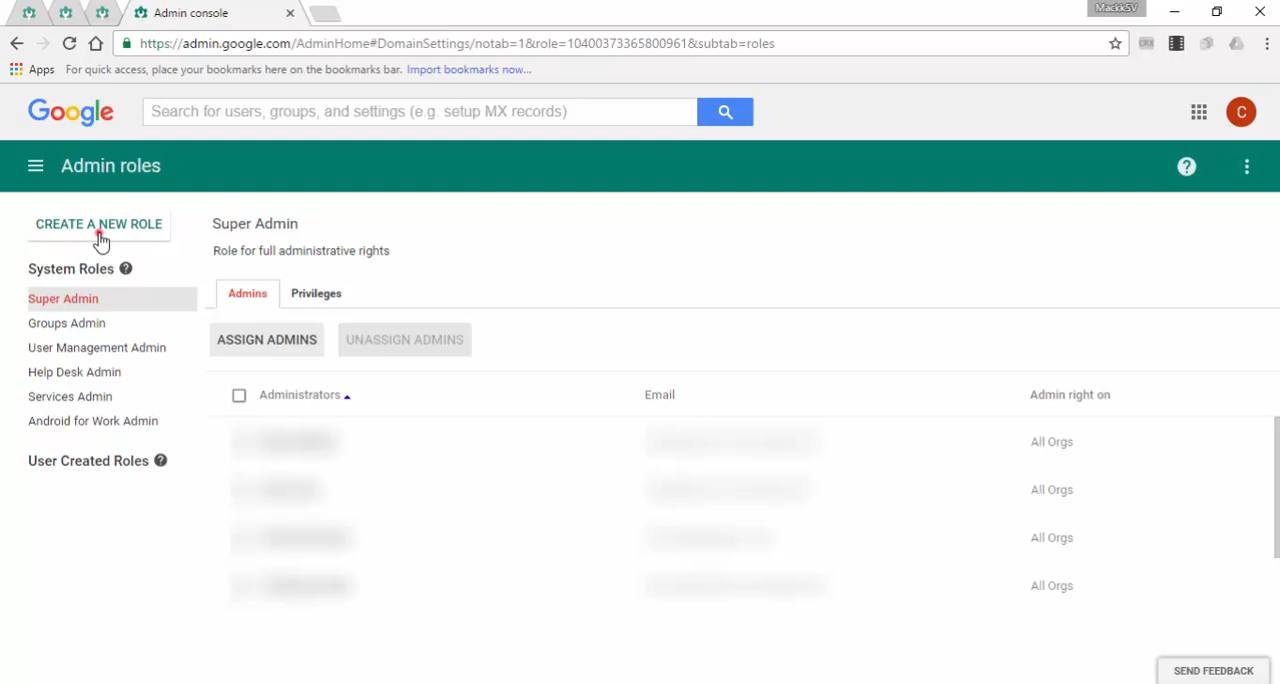 Admin console
MackkSV
https://admin.google.com/AdminHome#DomainSettings/notab=1&role=10400373365800961&subtab=roles
Apps For quick access, place your bookmarks here on the bookmarks bar. Import bookmarks now...
Google Search for users, groups, and settings (e.g. setup MX records) C
Admin roles
CREATE A NEW ROLE
System Roles
Super Admin
Groups Admin
User Management Admin
Help Desk Admin
Services Admin
Android for Work Admin
User Created Roles
Super Admin
Role for full administrative rights
Admins Privileges
ASSIGN ADMINS UNASSIGN ADMINS
Administrators Email Admin right on
All Orgs
All Orgs
All Orgs
All Orgs
SEND FEEDBACK